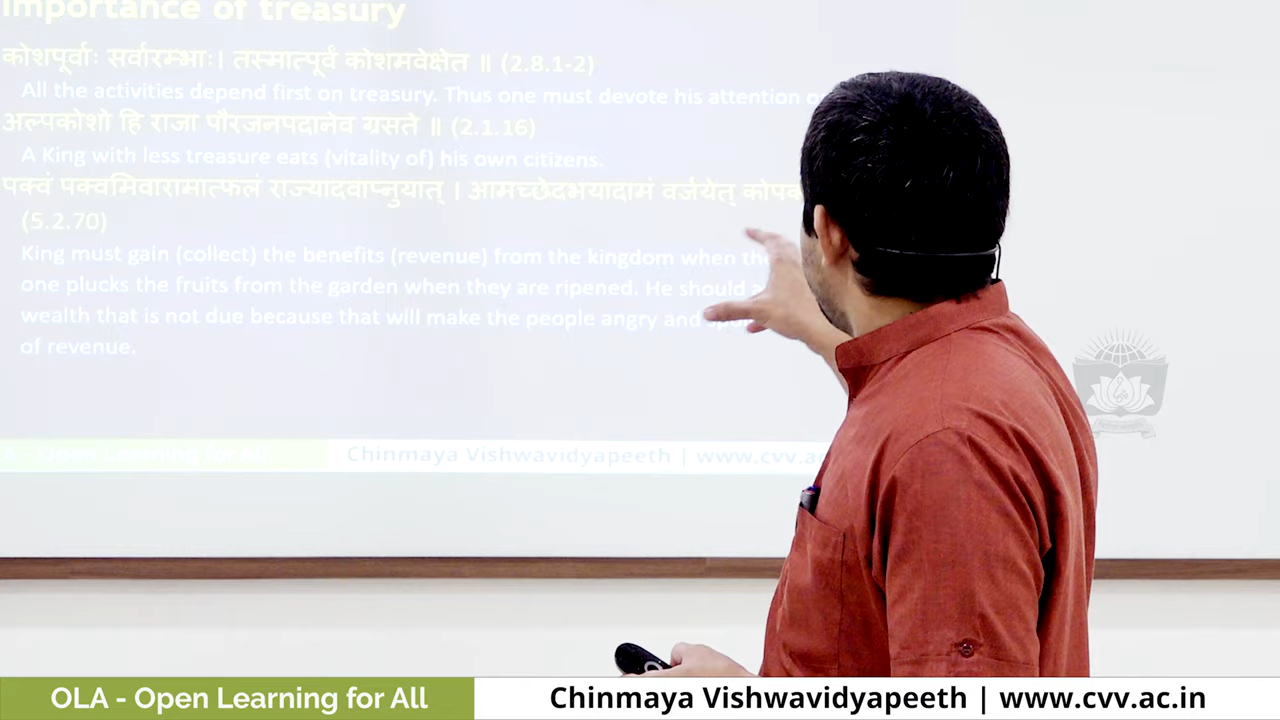 Importance of treasury
कोशपूर्वाः सर्वारम्भाः। तस्मात्पूर्वं कोशमवेक्षेत ॥ (2.8.1-2)
All the activities depend first on treasury. Thus one must devote his attention
अल्पकोशो हि राजा पौरजनपदानेव ग्रसते ॥ (2.1.16)
A King with less treasure eats (vitality of) his own citizens.
पक्वं पक्वमिवारामात्फलं राज्यादवाप्नुयात् । आमच्छेदभयादामं वर्जयेत्
(5.2.70)
King must gain (collect) the benefits (revenue) from the kingdom when
one plucks the fruits from the garden when they are ripened. He should
wealth that is not due because that will make the people angry and
of revenue.
- Open Learning for All Chinmaya Vishwavidyapeeth | www.cvv.ac
OLA - Open Learning for All Chinmaya Vishwavidyapeeth | www.cvv.ac.in